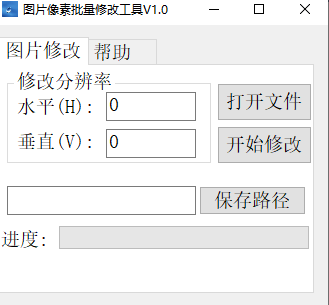 图片像素批量修改工具V1.0
图片修改 帮助
修改分辨率
水平(H): 0 打开文件
垂直(V): 0 开始修改
保存路径
进度: